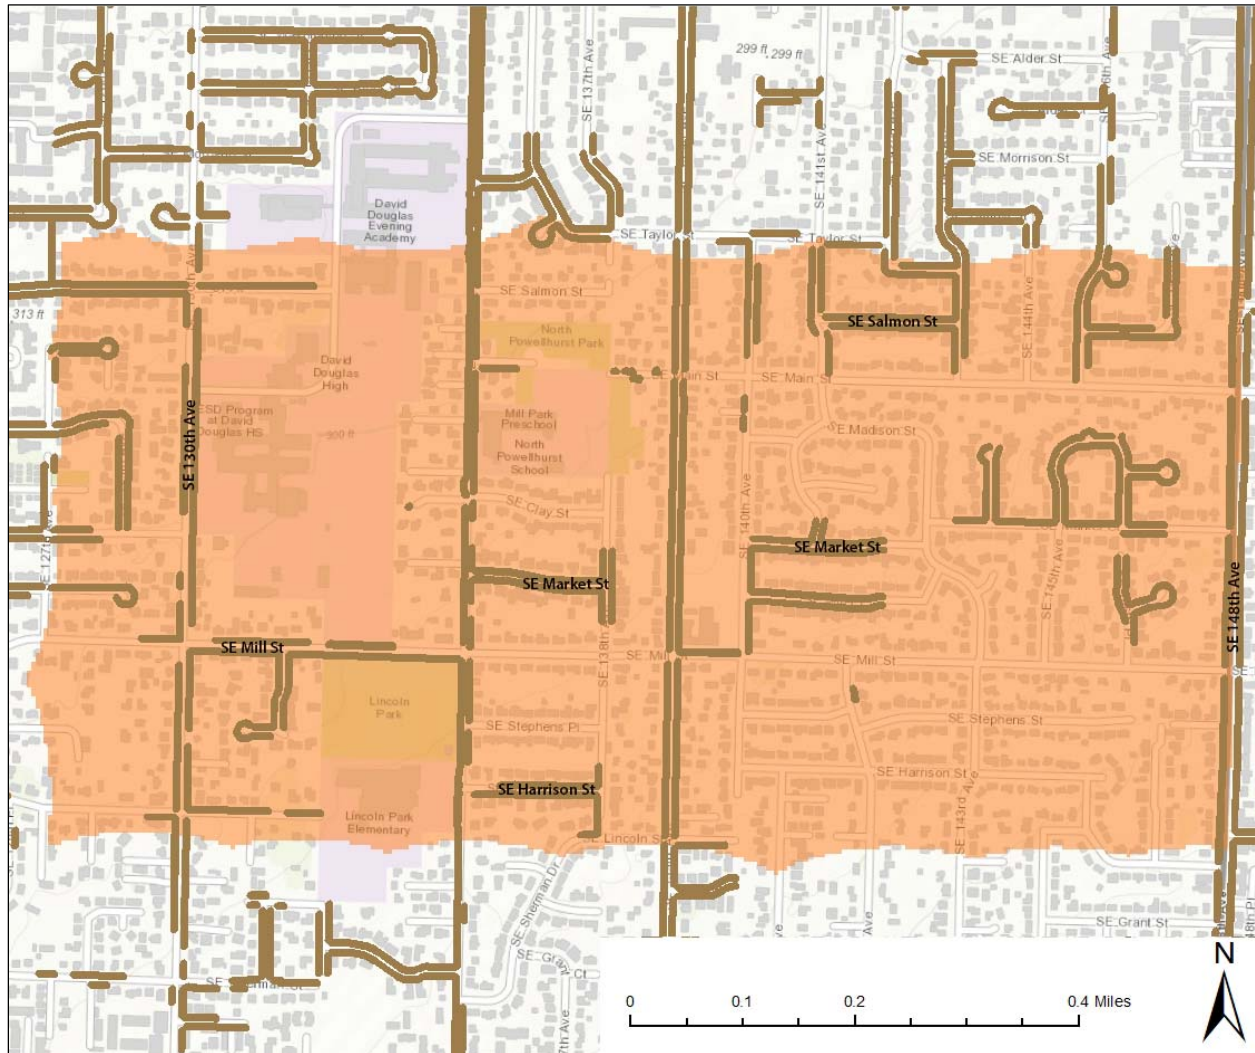 299 ft
299 ft
SE Alder St
SE 137th Ave
SE Morrison St
SE 141st Ave
David
Douglas
Evening
Academy
SE Taylor St
SE Taylor St
SE Salmon St
313 ft
North
Powellhurst Park
SE Salmon St
SE 144th Ave
David
Douglas
High
SE Main St
SE Main St
ESD Program
at David
Douglas HS
300 ft
Mill Park
Preschool
North
Powellhurst
School
SE Madison St
SE 130th Ave
SE Clay St
SE 140th Ave
SE 127th Ave
SE Market St
SE Market St
SE 145th Ave
SE 138th
SE 148th Ave
SE Mill St
SE Mill St
SE Mill St
Lincoln
Park
SE Stephens Pl
SE Stephens St
SE Harrison St
SE Harrison St
SE 143rd Ave
Lincoln Park
Elementary
SE Lincoln St
SE Sherman Dr
SE Grant St
SE Grant Ct
N
0 0.1 0.2 0.4 Miles